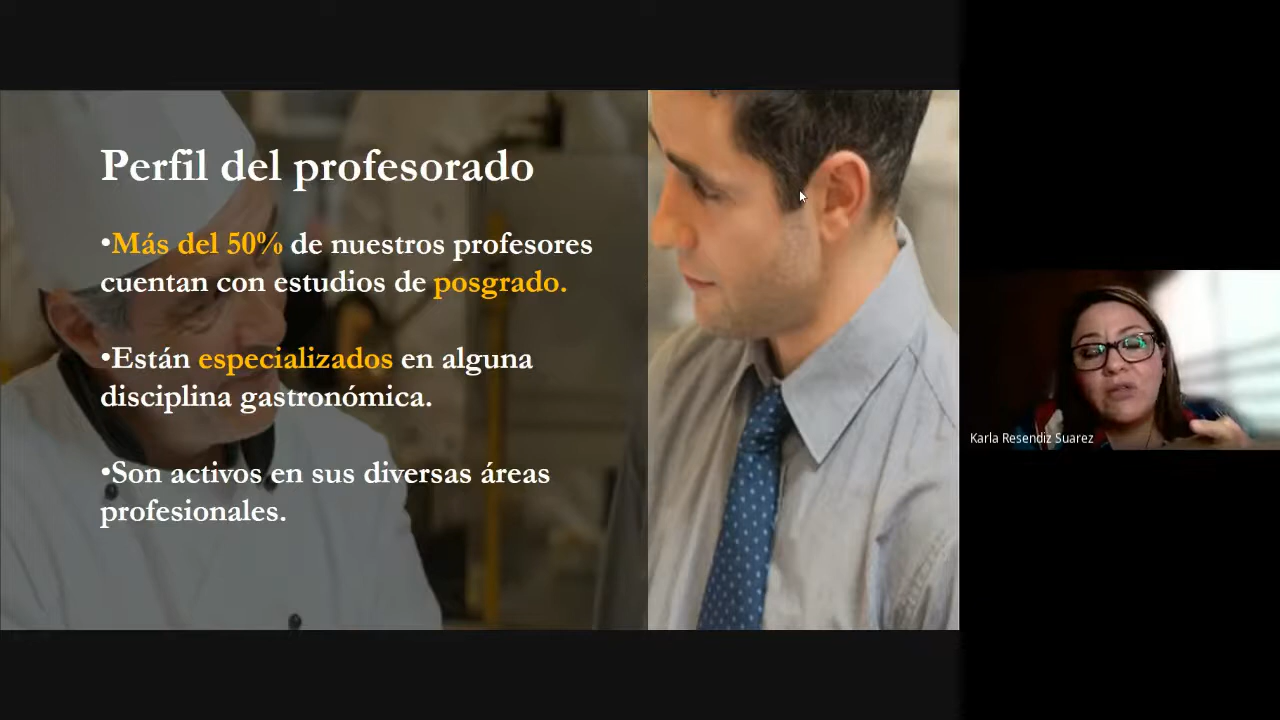 Perfil del profesorado
•Más del 50% de nuestros profesores
cuentan con estudios de posgrado.
•Están especializados en alguna
disciplina gastronómica.
•Son activos en sus diversas áreas
profesionales.
Karla Resendiz Suarez